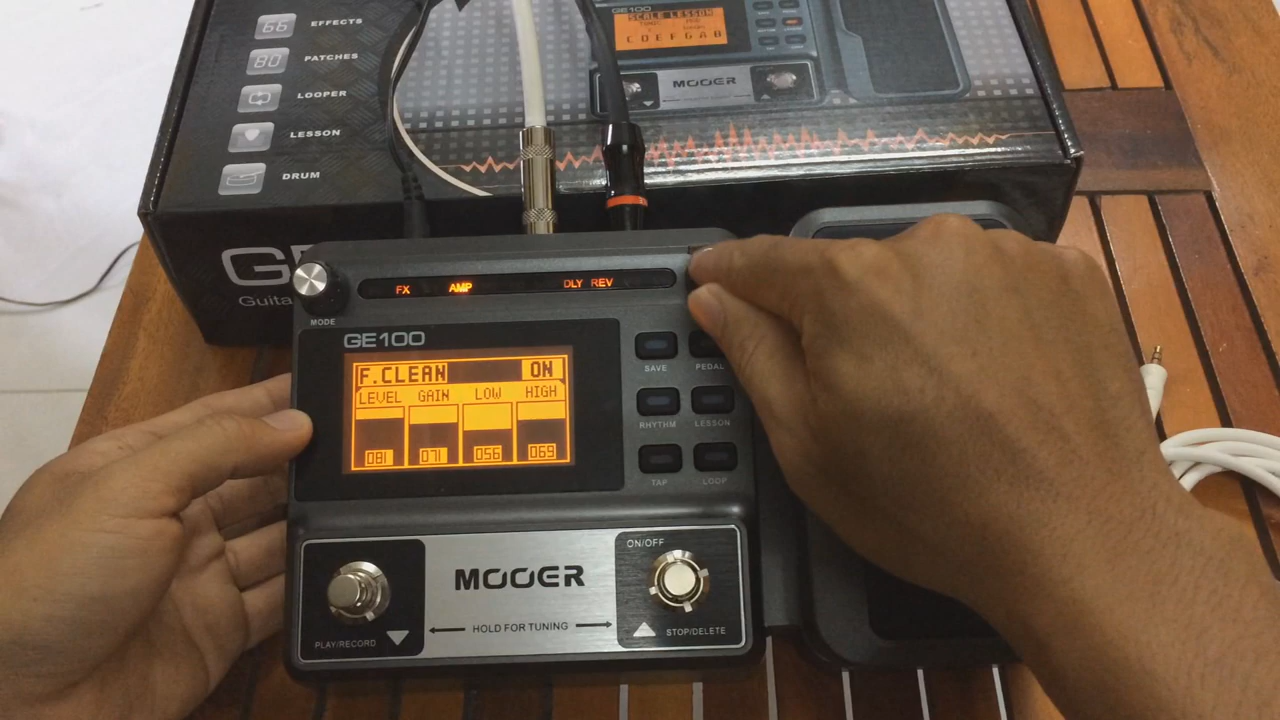 66 EFFECTS
80 PATCHES
LOOPER
LESSON
DRUM
GE100
SCALE LESSON
C D E F G A B
MOOER
FX AMP DLY REV
MODE
GE100
F.CLEAN ON
LEVEL GAIN LOW HIGH
081 071 056 069
SAVE PEDAL
RHYTHM LESSON
TAP LOOP
ON/OFF
MOOER
HOLD FOR TUNING
PLAY/RECORD
STOP/DELETE